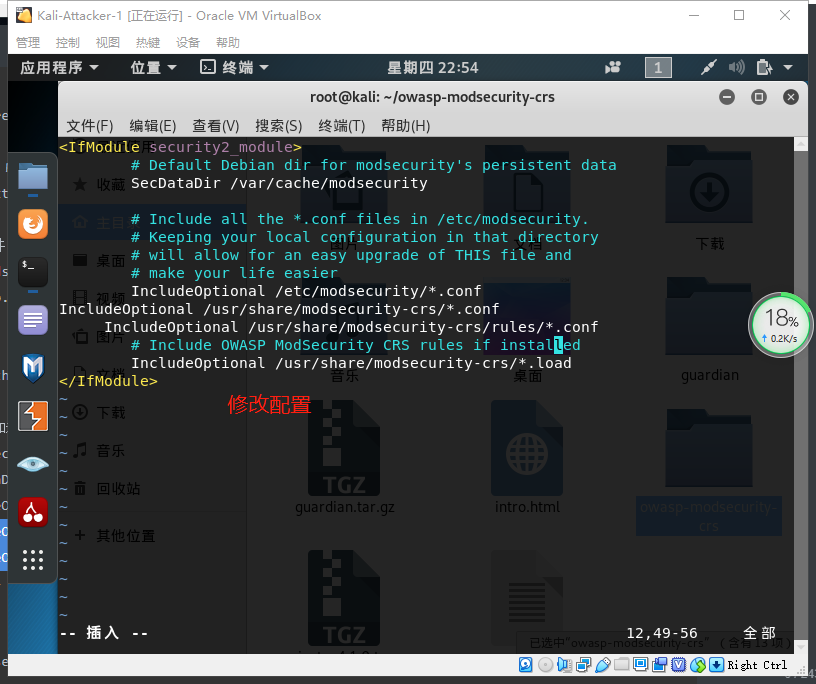 Kali-Attacker-1 [正在运行] - Oracle VM VirtualBox
管理 控制 视图 热键 设备 帮助
应用程序 位置 终端 星期四 22:54 1
root@kali: ~/owasp-modsecurity-crs
文件(F) 编辑(E) 查看(V) 搜索(S) 终端(T) 帮助(H)
<IfModule security2_module>
# Default Debian dir for modsecurity's persistent data
SecDataDir /var/cache/modsecurity
# Include all the *.conf files in /etc/modsecurity.
# Keeping your local configuration in that directory
# will allow for an easy upgrade of THIS file and
# make your life easier
IncludeOptional /etc/modsecurity/*.conf
IncludeOptional /usr/share/modsecurity-crs/*.conf
IncludeOptional /usr/share/modsecurity-crs/rules/*.conf
# Include OWASP ModSecurity CRS rules if installed
IncludeOptional /usr/share/modsecurity-crs/*.load
</IfModule>
~
~
~
~
~
~
~
~
~
~
~
~
~
修改配置
收藏
主目
桌面
视频
图片
文档
下载
音乐
回收站
+ 其他位置
图片
文档
下载
音乐
桌面
guardian
TGZ
guardian.tar.gz
intro.html
owasp-modsecurity-
crs
TGZ
18%
0.2K/s
-- 插入 -- 12,49-56 全部
已选中"owasp-modsecurity-crs" (含有 13 项)
Right Ctrl